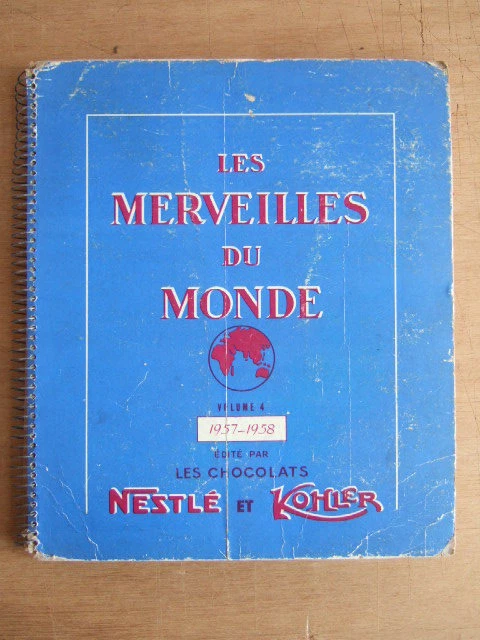 LES
MERVEILLES
DU
MONDE
VOLUME 4
1957-1958
ÉDITÉ PAR
LES CHOCOLATS
NESTLÉ ET KOHLER